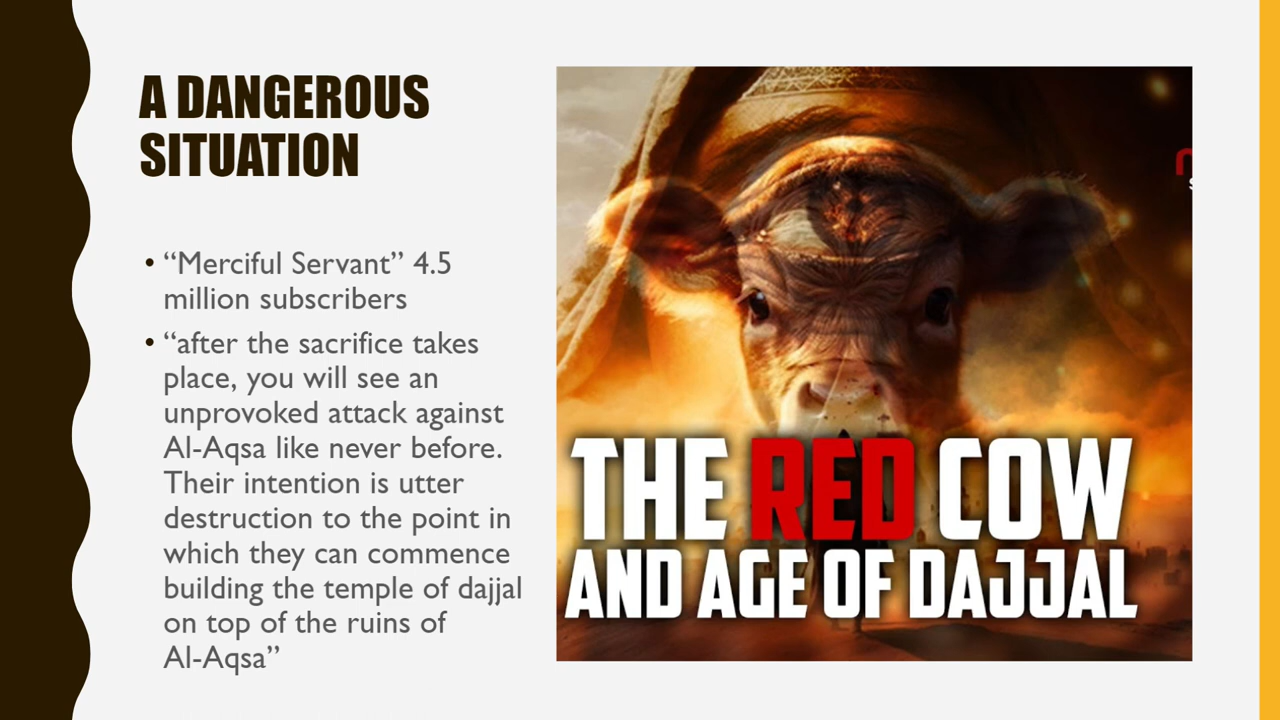 A DANGEROUS
SITUATION
• “Merciful Servant” 4.5
million subscribers
• “after the sacrifice takes
place, you will see an
unprovoked attack against
Al-Aqsa like never before.
Their intention is utter
destruction to the point in
which they can commence
building the temple of dajjal
on top of the ruins of
Al-Aqsa”
THE RED COW
AND AGE OF DAJJAL